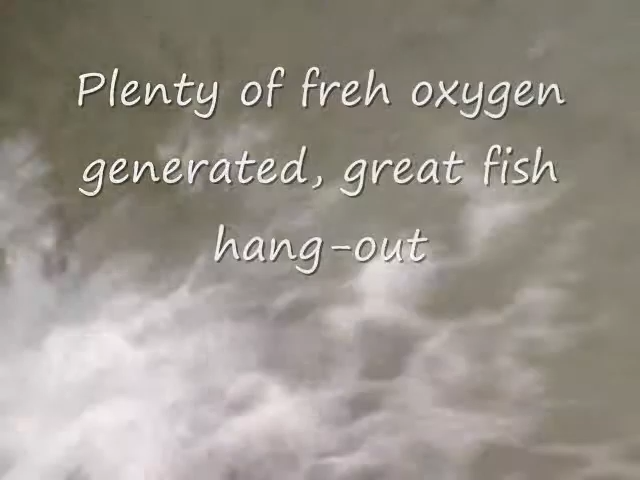 Plenty of freh oxygen
generated, great fish
hang-out